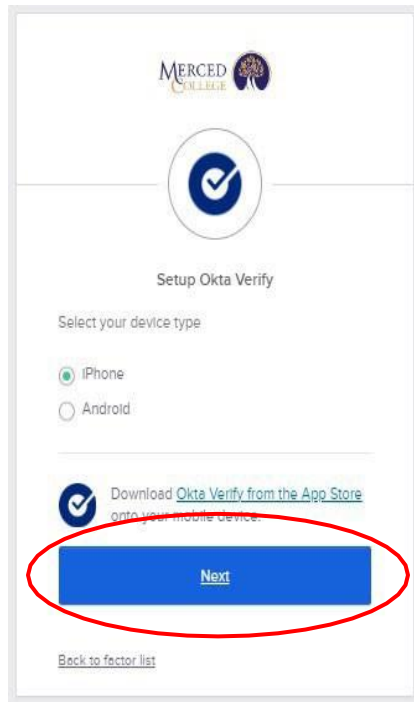 MERCED
COLLEGE
Setup Okta Verify
Select your device type
iPhone
Android
Download Okta Verify from the App Store
onto your mobile device.
Next
Back to factor list